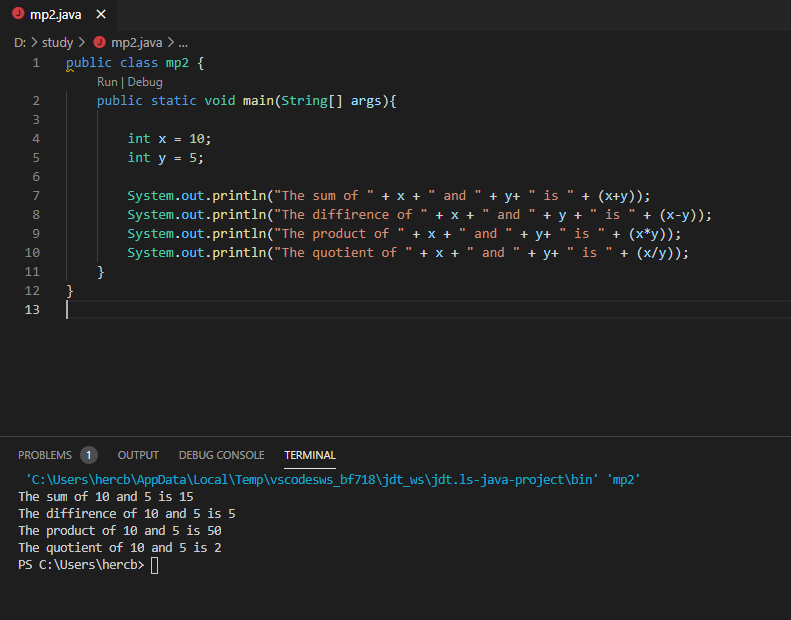 mp2.java ×
D: > study > mp2.java > ...
1 public class mp2 {
Run | Debug
2 public static void main(String[] args){
3
4 int x = 10;
5 int y = 5;
6
7 System.out.println("The sum of " + x + " and " + y+ " is " + (x+y));
8 System.out.println("The diffirence of " + x + " and " + y + " is " + (x-y));
9 System.out.println("The product of " + x + " and " + y+ " is " + (x*y));
10 System.out.println("The quotient of " + x + " and " + y+ " is " + (x/y));
11 }
12 }
13
PROBLEMS 1 OUTPUT DEBUG CONSOLE TERMINAL
'C:\Users\hercb\AppData\Local\Temp\vscodesws_bf718\jdt_ws\jdt.ls-java-project\bin' 'mp2'
The sum of 10 and 5 is 15
The diffirence of 10 and 5 is 5
The product of 10 and 5 is 50
The quotient of 10 and 5 is 2
PS C:\Users\hercb>